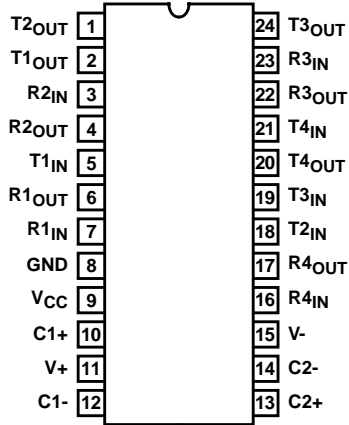 T2OUT 1 24 T3OUT
T1OUT 2 23 R3IN
R2IN 3 22 R3OUT
R2OUT 4 21 T4IN
T1IN 5 20 T4OUT
R1OUT 6 19 T3IN
R1IN 7 18 T2IN
GND 8 17 R4OUT
VCC 9 16 R4IN
C1+ 10 15 V-
V+ 11 14 C2-
C1- 12 13 C2+